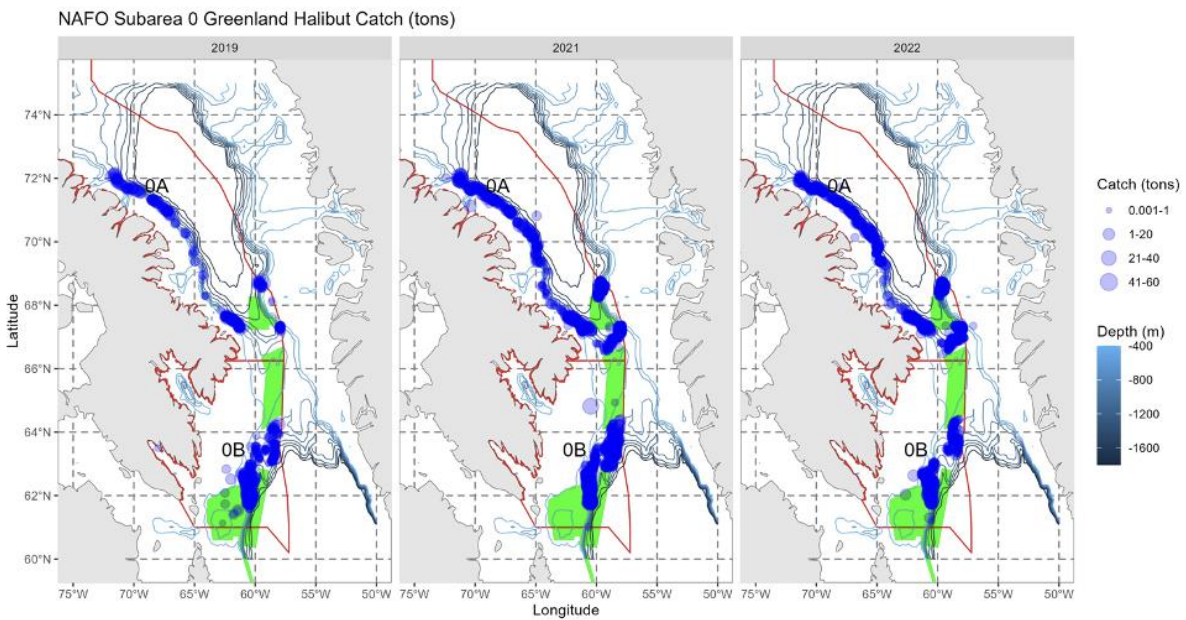 NAFO Subarea 0 Greenland Halibut Catch (tons)
2019 2021 2022
74°N
72°N
70°N
68°N
66°N
64°N
62°N
60°N
0A 0A 0A
0B 0B 0B
75°W 70°W 65°W 60°W 55°W 50°W 75°W 70°W 65°W 60°W 55°W 50°W 75°W 70°W 65°W 60°W 55°W 50°W
Longitude
Latitude
Catch (tons)
0.001-1
1-20
21-40
41-60
Depth (m)
-400
-800
-1200
-1600